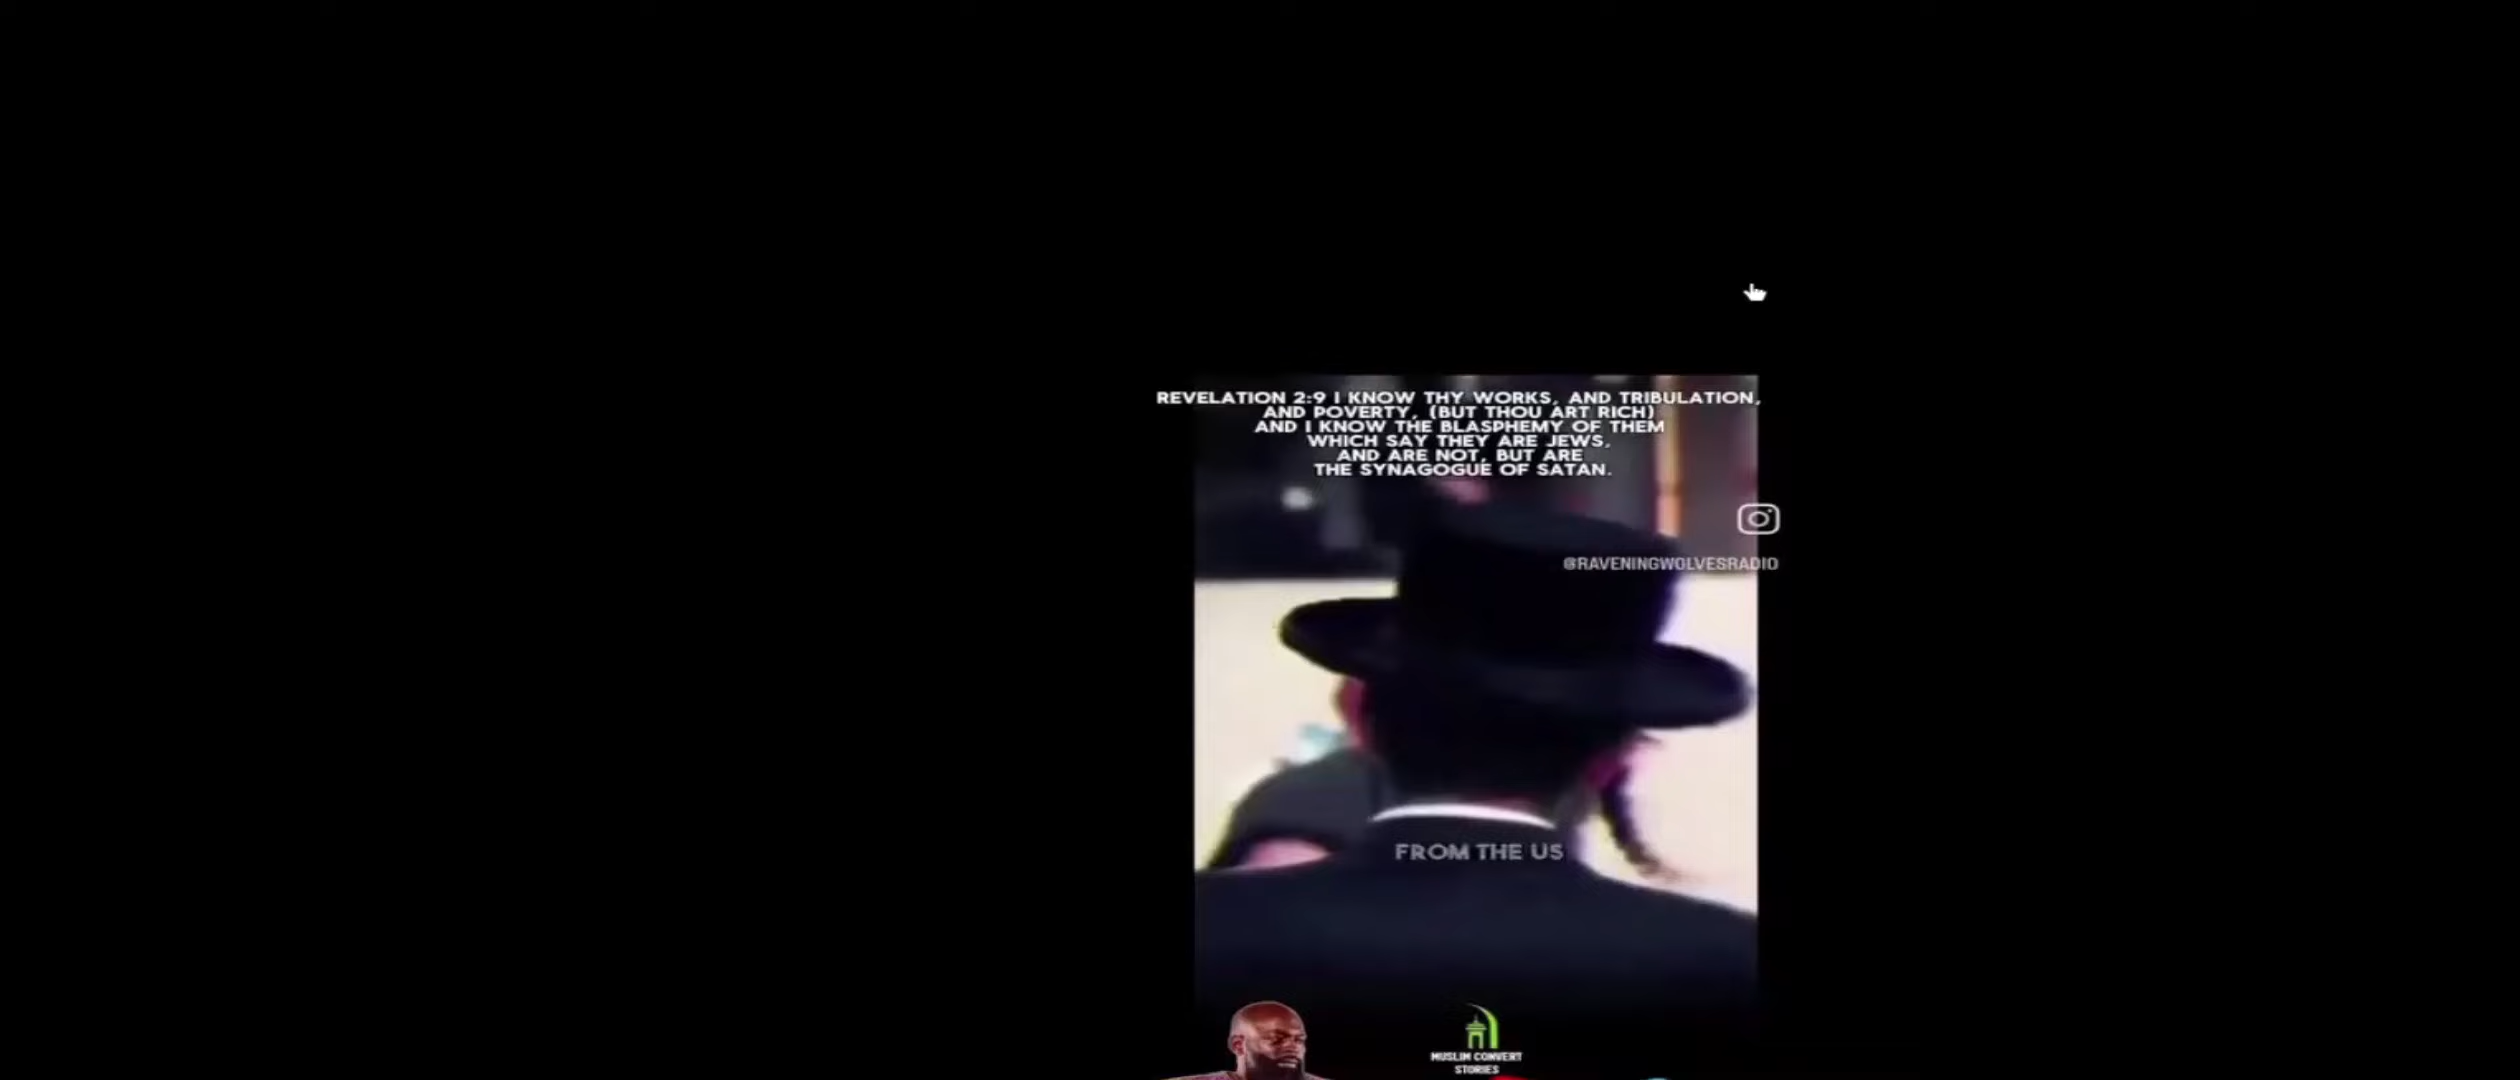 REVELATION 2:9 I KNOW THY WORKS, AND TRIBULATION,
AND POVERTY, (BUT THOU ART RICH)
AND I KNOW THE BLASPHEMY OF THEM
WHICH SAY THEY ARE JEWS,
AND ARE NOT, BUT ARE
THE SYNAGOGUE OF SATAN.
@RAVENINGWOLVESRADIO
FROM THE US
MUSLIM CONVERT
STORIES